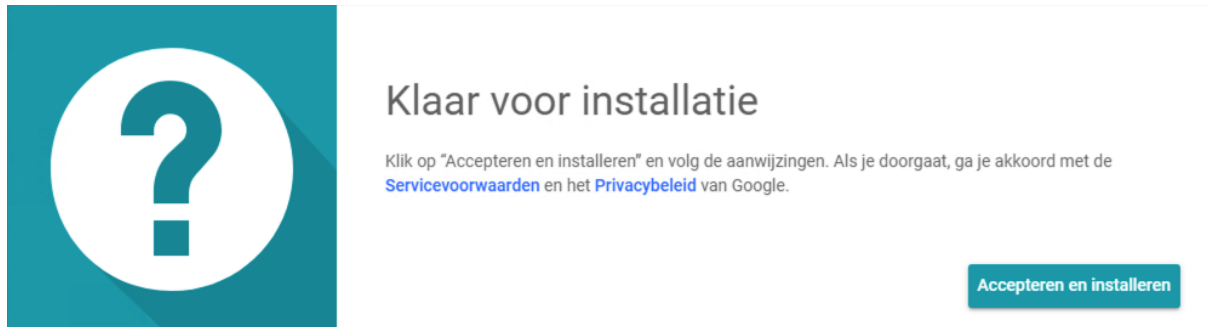 ?
Klaar voor installatie
Klik op “Accepteren en installeren” en volg de aanwijzingen. Als je doorgaat, ga je akkoord met de
Servicevoorwaarden en het Privacybeleid van Google.
Accepteren en installeren